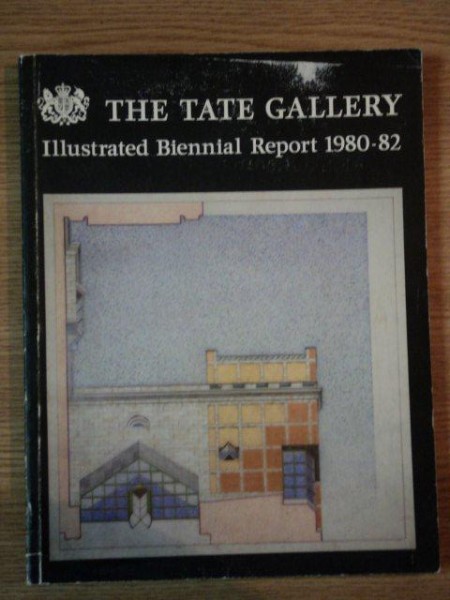 THE TATE GALLERY
Illustrated Biennial Report 1980-82